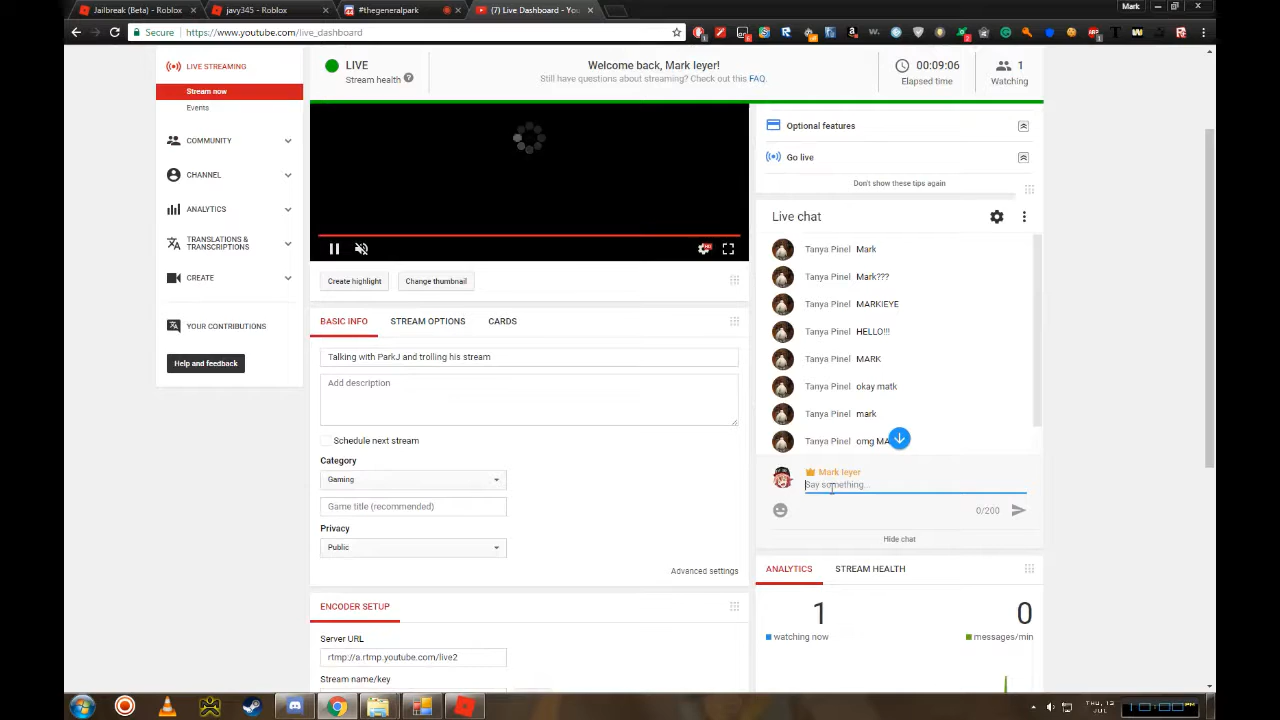 Jailbreak (Beta) - Roblox
javy345 - Roblox
#thegeneralpark
(7) Live Dashboard - You
Mark
Secure
https://www.youtube.com/live_dashboard
LIVE STREAMING
Stream now
Events
COMMUNITY
CHANNEL
ANALYTICS
TRANSLATIONS &
TRANSCRIPTIONS
CREATE
YOUR CONTRIBUTIONS
Help and feedback
LIVE
Stream health
Welcome back, Mark Ieyer!
Still have questions about streaming? Check out this FAQ.
00:09:06
Elapsed time
1
Watching
Create highlight
Change thumbnail
BASIC INFO
STREAM OPTIONS
CARDS
Talking with ParkJ and trolling his stream
Add description
Schedule next stream
Category
Gaming
Game title (recommended)
Privacy
Public
Advanced settings
ENCODER SETUP
Server URL
rtmp://a.rtmp.youtube.com/live2
Stream name/key
Optional features
Go live
Don't show these tips again
Live chat
Tanya Pinel Mark
Tanya Pinel Mark???
Tanya Pinel MARKIEYE
Tanya Pinel HELLO!!!
Tanya Pinel MARK
Tanya Pinel okay matk
Tanya Pinel mark
Tanya Pinel omg MA
Mark Ieyer
Say something...
0/200
Hide chat
ANALYTICS
STREAM HEALTH
1
watching now
0
messages/min